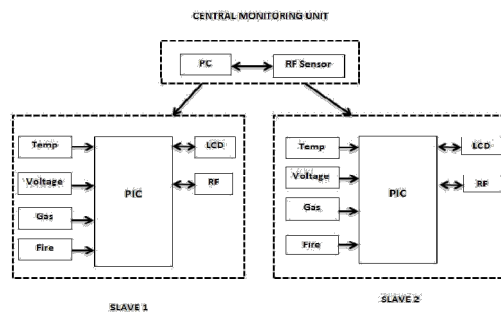 CENTRAL MONITORING UNIT
PC
RF Sensor
Temp
Voltage
Gas
Fire
PIC
LCD
RF
SLAVE 1
Temp
Voltage
Gas
Fire
PIC
LCD
RF
SLAVE 2